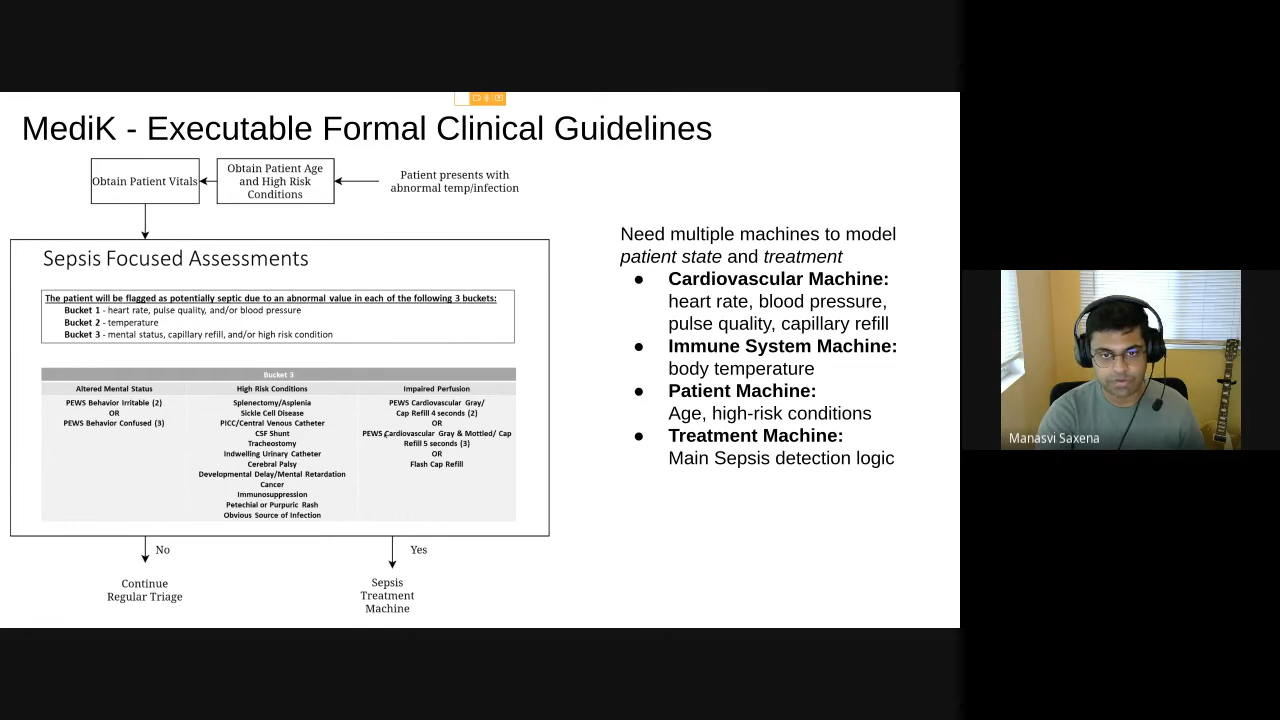 MediK - Executable Formal Clinical Guidelines
Obtain Patient Vitals
Obtain Patient Age
and High Risk
Conditions
Patient presents with
abnormal temp/infection
Sepsis Focused Assessments
The patient will be flagged as potentially septic due to an abnormal value in each of the following 3 buckets:
Bucket 1 - heart rate, pulse quality, and/or blood pressure
Bucket 2 - temperature
Bucket 3 - mental status, capillary refill, and/or high risk condition
Bucket 3
Altered Mental Status
PEWS Behavior Irritable (2)
OR
PEWS Behavior Confused (3)
High Risk Conditions
Splenectomy/Asplenia
Sickle Cell Disease
PICC/Central Venous Catheter
CSF Shunt
Tracheostomy
Indwelling Urinary Catheter
Cerebral Palsy
Developmental Delay/Mental Retardation
Cancer
Immunosuppression
Petechial or Purpuric Rash
Obvious Source of Infection
Impaired Perfusion
PEWS Cardiovascular Gray/
Cap Refill 4 seconds (2)
OR
PEWS Cardiovascular Gray & Mottled/ Cap
Refill 5 seconds (3)
OR
Flash Cap Refill
No
Yes
Continue
Regular Triage
Sepsis
Treatment
Machine
Need multiple machines to model
patient state and treatment
● Cardiovascular Machine:
heart rate, blood pressure,
pulse quality, capillary refill
● Immune System Machine:
body temperature
● Patient Machine:
Age, high-risk conditions
● Treatment Machine:
Main Sepsis detection logic
Manasvi Saxena